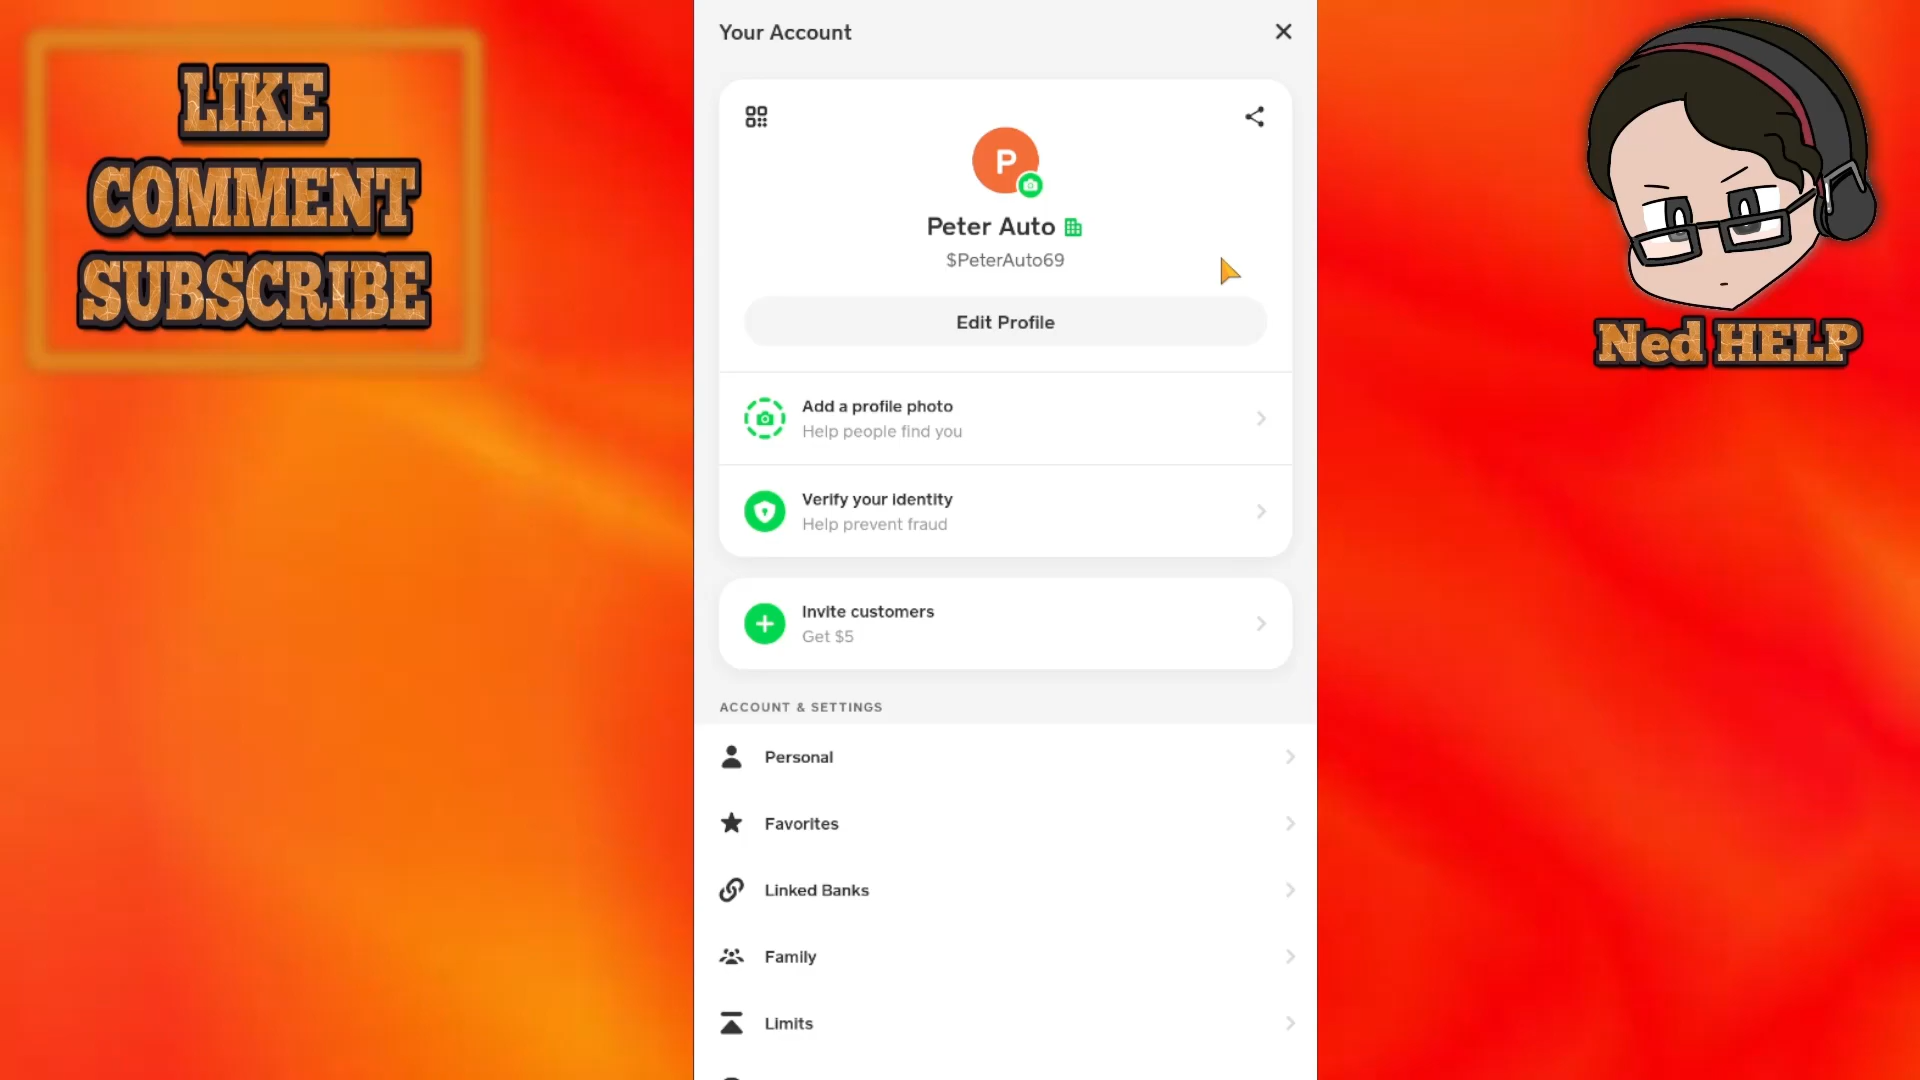 LIKE
COMMENT
SUBSCRIBE
Your Account
P
Peter Auto
$PeterAuto69
Edit Profile
Add a profile photo
Help people find you
Verify your identity
Help prevent fraud
Invite customers
Get $5
ACCOUNT & SETTINGS
Personal
Favorites
Linked Banks
Family
Limits
Ned HELP